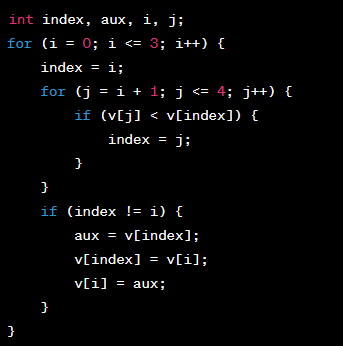 int index, aux, i, j;
for (i = 0; i <= 3; i++) {
    index = i;
    for (j = i + 1; j <= 4; j++) {
        if (v[j] < v[index]) {
            index = j;
        }
    }
    if (index != i) {
        aux = v[index];
        v[index] = v[i];
        v[i] = aux;
    }
}